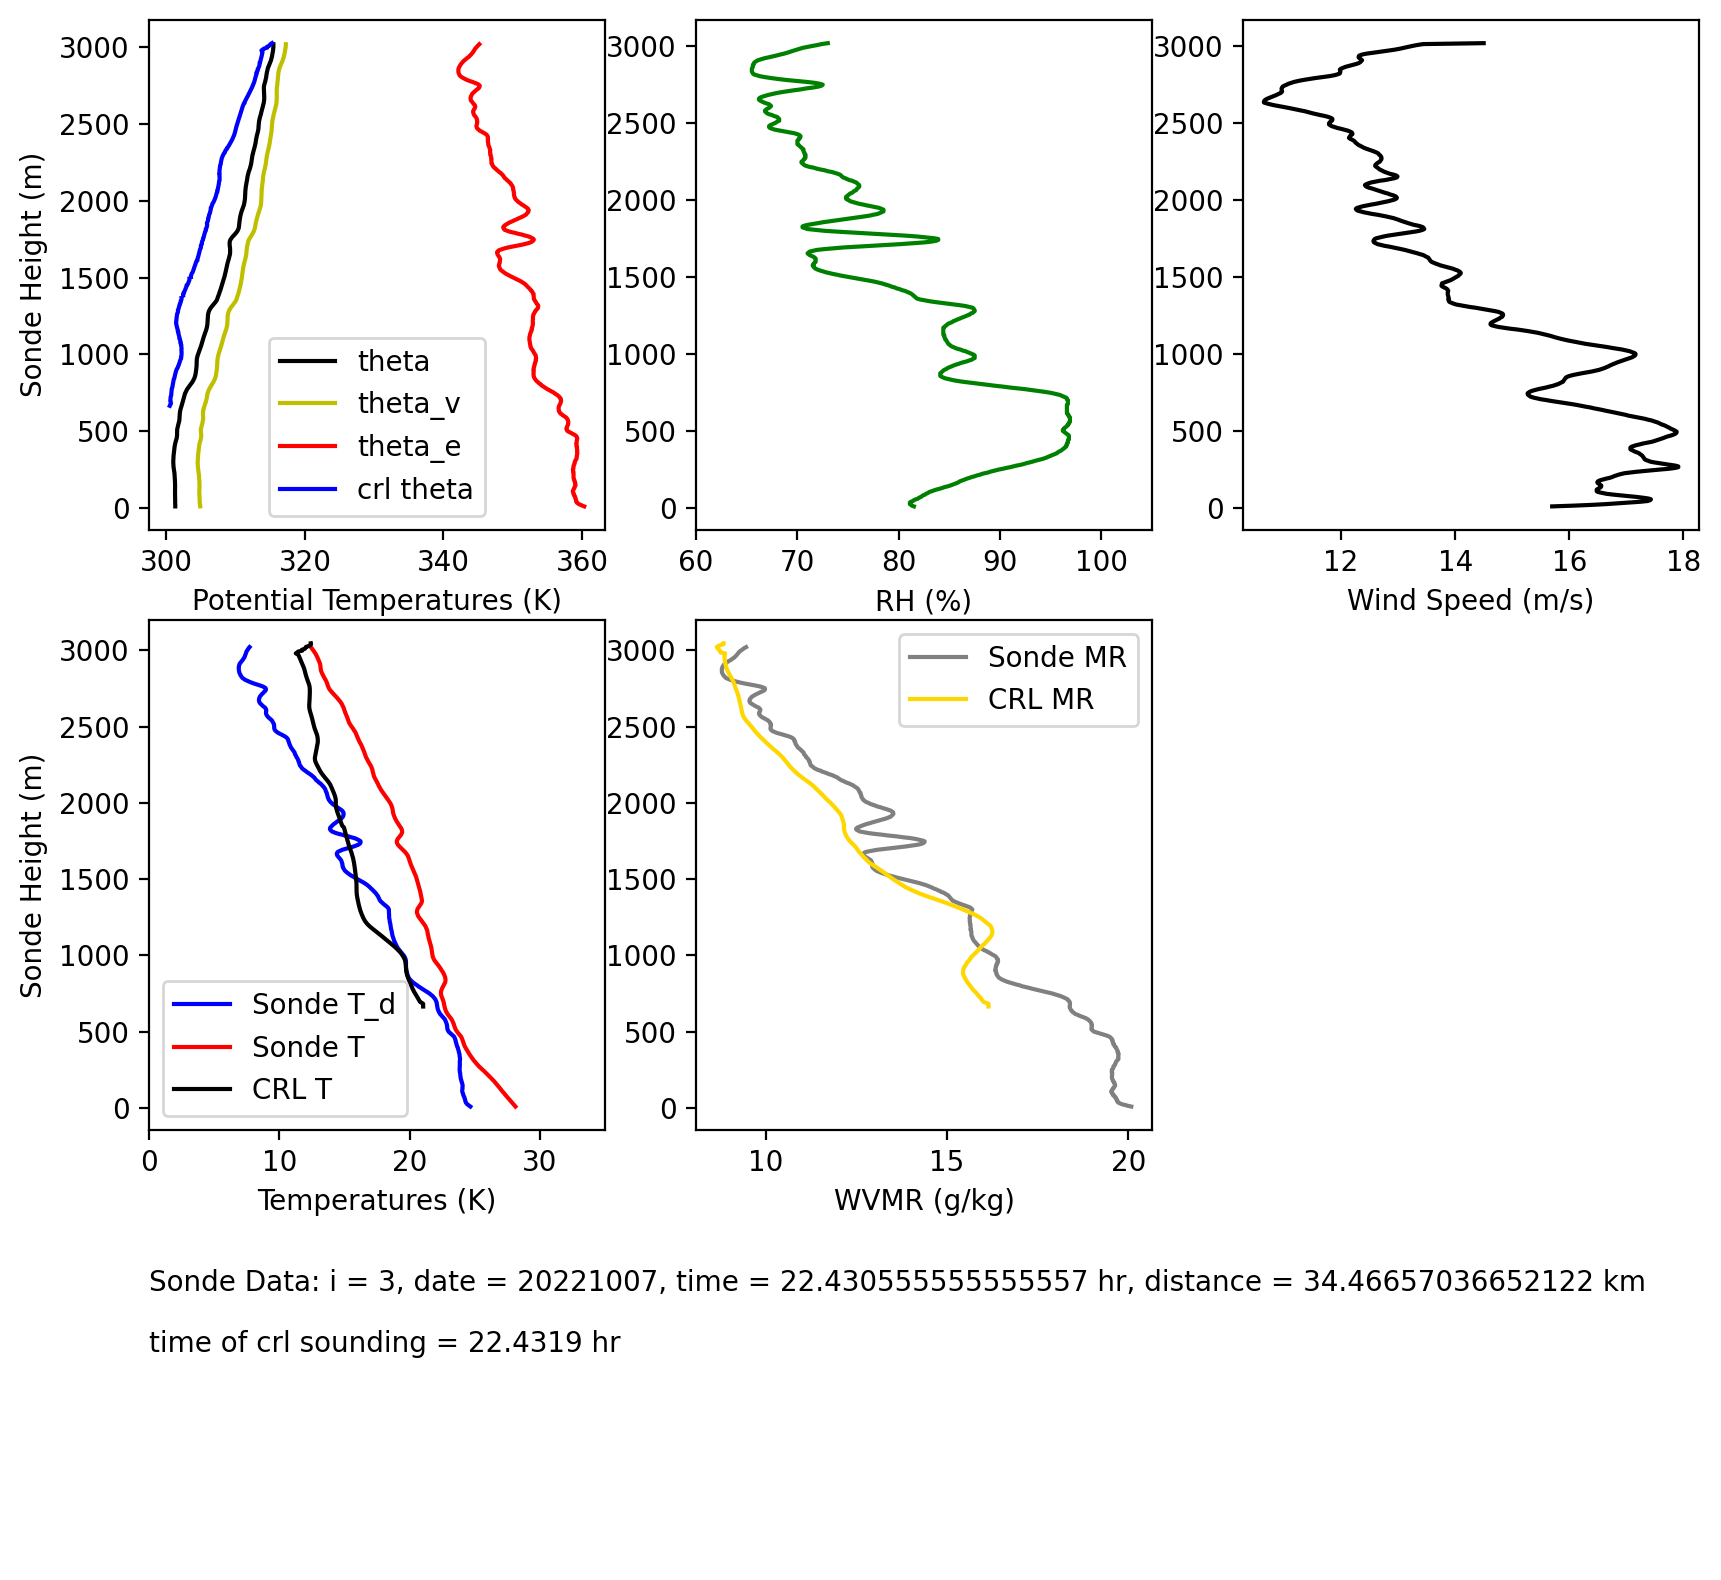 3000
2500
2000
1500
1000
500
0
Sonde Height (m)
theta
theta_v
theta_e
crl theta
300 320 340 360
Potential Temperatures (K)
3000
2500
2000
1500
1000
500
0
60 70 80 90 100
RH (%)
3000
2500
2000
1500
1000
500
0
12 14 16 18
Wind Speed (m/s)
3000
2500
2000
1500
1000
500
0
Sonde Height (m)
Sonde T_d
Sonde T
CRL T
0 10 20 30
Temperatures (K)
3000
2500
2000
1500
1000
500
0
Sonde MR
CRL MR
10 15 20
WVMR (g/kg)
Sonde Data: i = 3, date = 20221007, time = 22.430555555555557 hr, distance = 34.46657036652122 km
time of crl sounding = 22.4319 hr